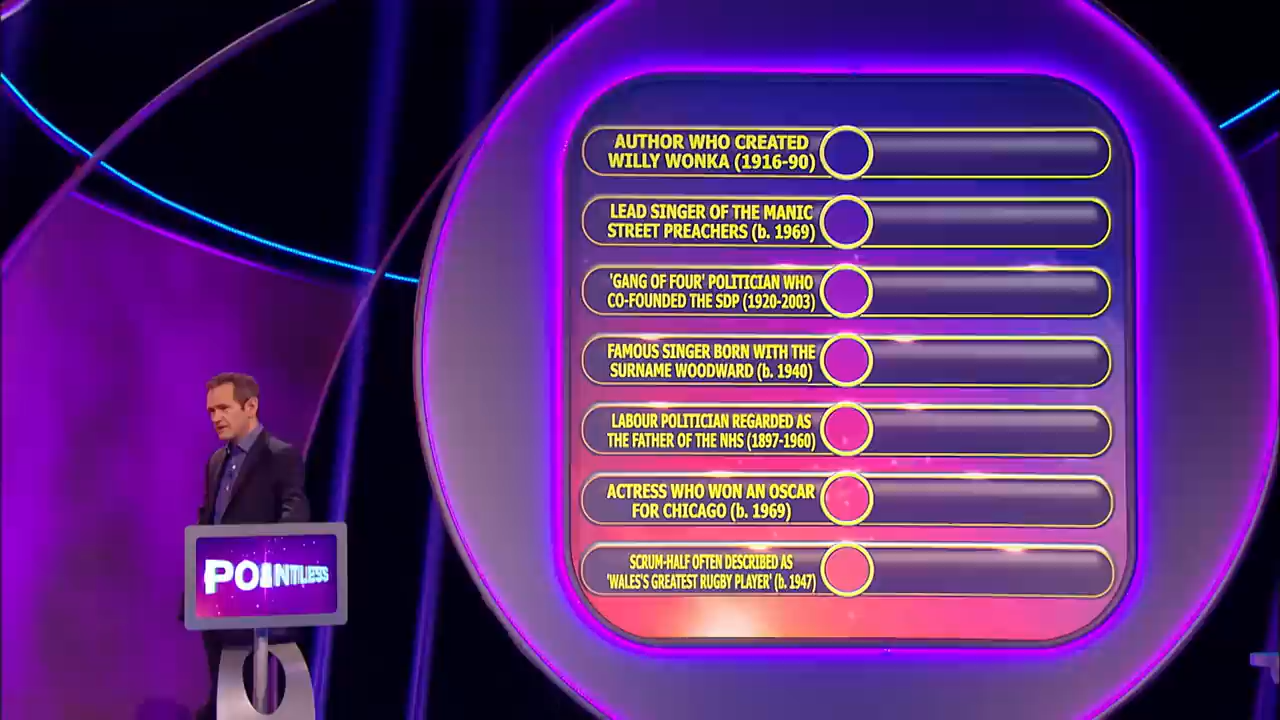 AUTHOR WHO CREATED
WILLY WONKA (1916-90)
LEAD SINGER OF THE MANIC
STREET PREACHERS (b. 1969)
'GANG OF FOUR' POLITICIAN WHO
CO-FOUNDED THE SDP (1920-2003)
FAMOUS SINGER BORN WITH THE
SURNAME WOODWARD (b. 1940)
LABOUR POLITICIAN REGARDED AS
THE FATHER OF THE NHS (1897-1960)
ACTRESS WHO WON AN OSCAR
FOR CHICAGO (b. 1969)
SCRUM-HALF OFTEN DESCRIBED AS
'WALES'S GREATEST RUGBY PLAYER' (b. 1947)
POINTLESS